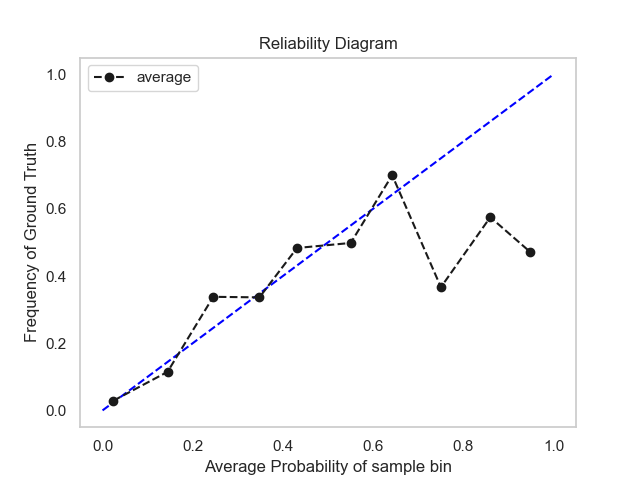 Reliability Diagram
average
1.0
0.8
0.6
0.4
0.2
0.0
Frequency of Ground Truth
0.0 0.2 0.4 0.6 0.8 1.0
Average Probability of sample bin